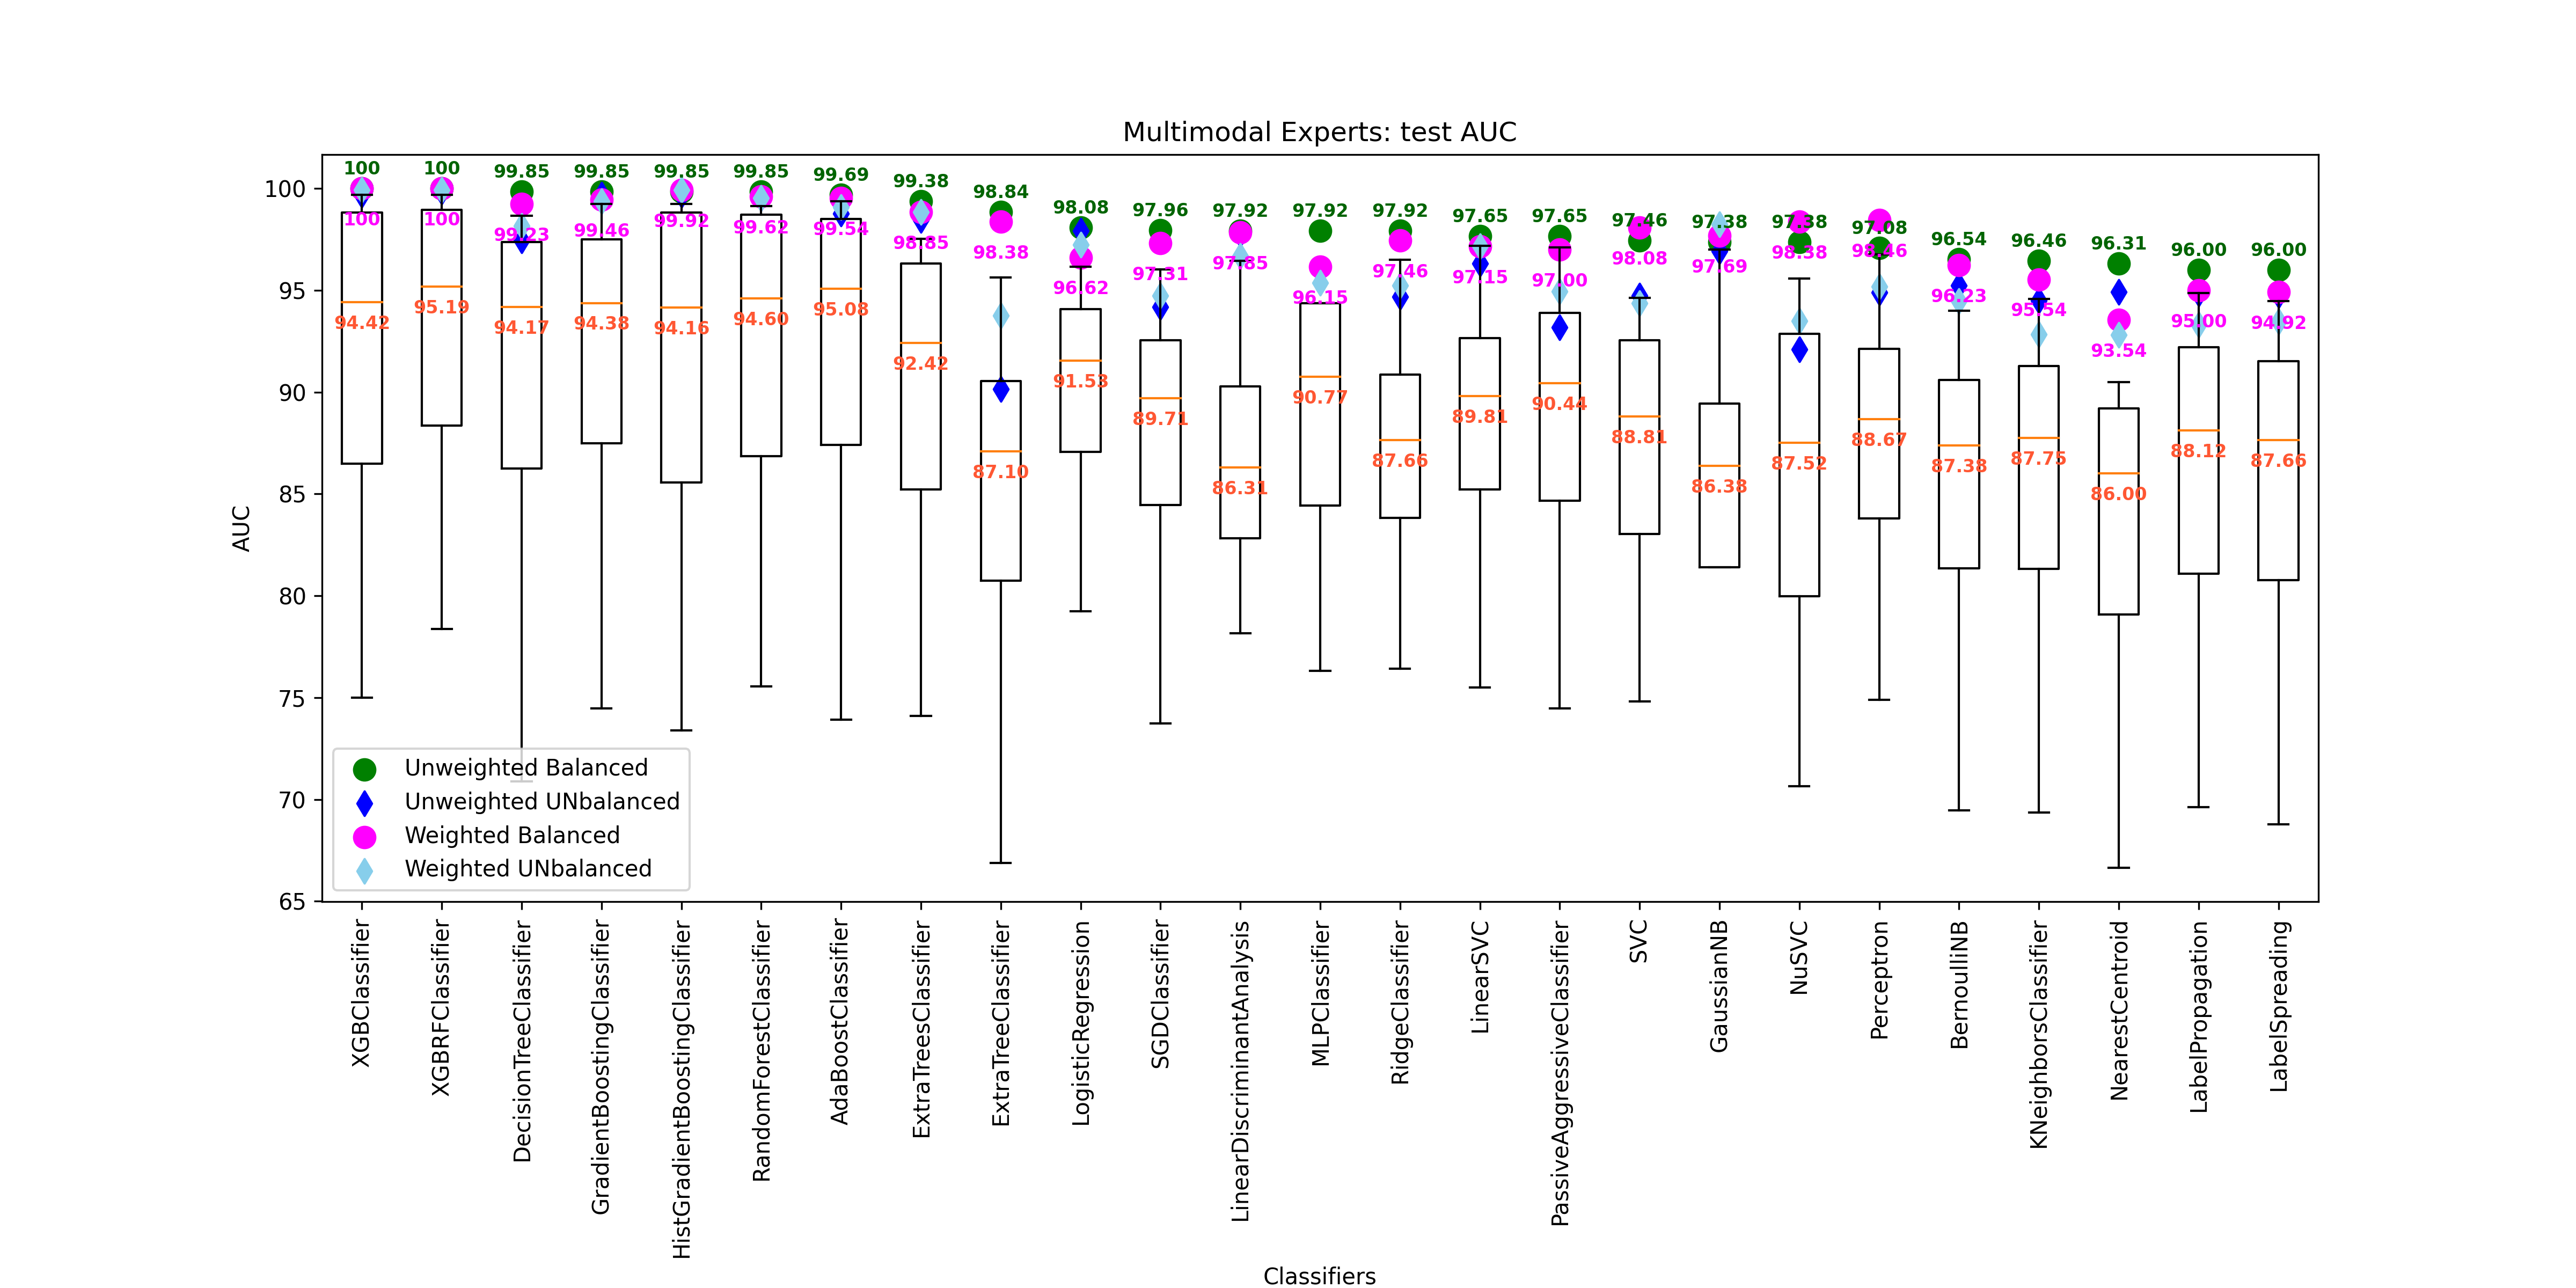 Multimodal Experts: test AUC
AUC
100
95
90
85
80
75
70
65
100 100 99.85 99.85 99.85 99.85 99.69 99.38 98.84 98.08 97.96 97.92 97.92 97.92 97.65 97.65 97.46 97.38 97.38 97.08 96.54 96.46 96.31 96.00 96.00
100 100 99.23 99.46 99.92 99.62 99.54 98.85 98.38 96.62 97.31 97.85 96.15 97.46 97.15 97.00 98.08 97.69 98.38 98.46 96.23 95.54 93.54 95.00 94.92
94.42 95.19 94.17 94.38 94.16 94.60 95.08 92.42 87.10 91.53 89.71 86.31 90.77 87.66 89.81 90.44 88.81 86.38 87.52 88.67 87.38 87.75 86.00 88.12 87.66
Unweighted Balanced
Unweighted UNbalanced
Weighted Balanced
Weighted UNbalanced
XGBClassifier
XGBRFClassifier
DecisionTreeClassifier
GradientBoostingClassifier
HistGradientBoostingClassifier
RandomForestClassifier
AdaBoostClassifier
ExtraTreesClassifier
ExtraTreeClassifier
LogisticRegression
SGDClassifier
LinearDiscriminantAnalysis
MLPClassifier
RidgeClassifier
LinearSVC
PassiveAggressiveClassifier
SVC
GaussianNB
NuSVC
Perceptron
BernoulliNB
KNeighborsClassifier
NearestCentroid
LabelPropagation
LabelSpreading
Classifiers